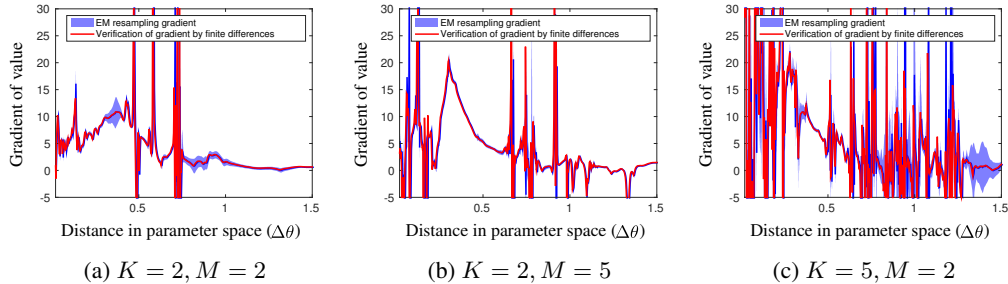 30
25
20
15
10
5
0
-5
Gradient of value
EM resampling gradient
Verification of gradient by finite differences
0.5
1
1.5
Distance in parameter space (Δθ)
(a) K = 2, M = 2
30
25
20
15
10
5
0
-5
Gradient of value
EM resampling gradient
Verification of gradient by finite differences
0.5
1
1.5
Distance in parameter space (Δθ)
(b) K = 2, M = 5
30
25
20
15
10
5
0
-5
Gradient of value
EM resampling gradient
Verification of gradient by finite differences
0.5
1
1.5
Distance in parameter space (Δθ)
(c) K = 5, M = 2